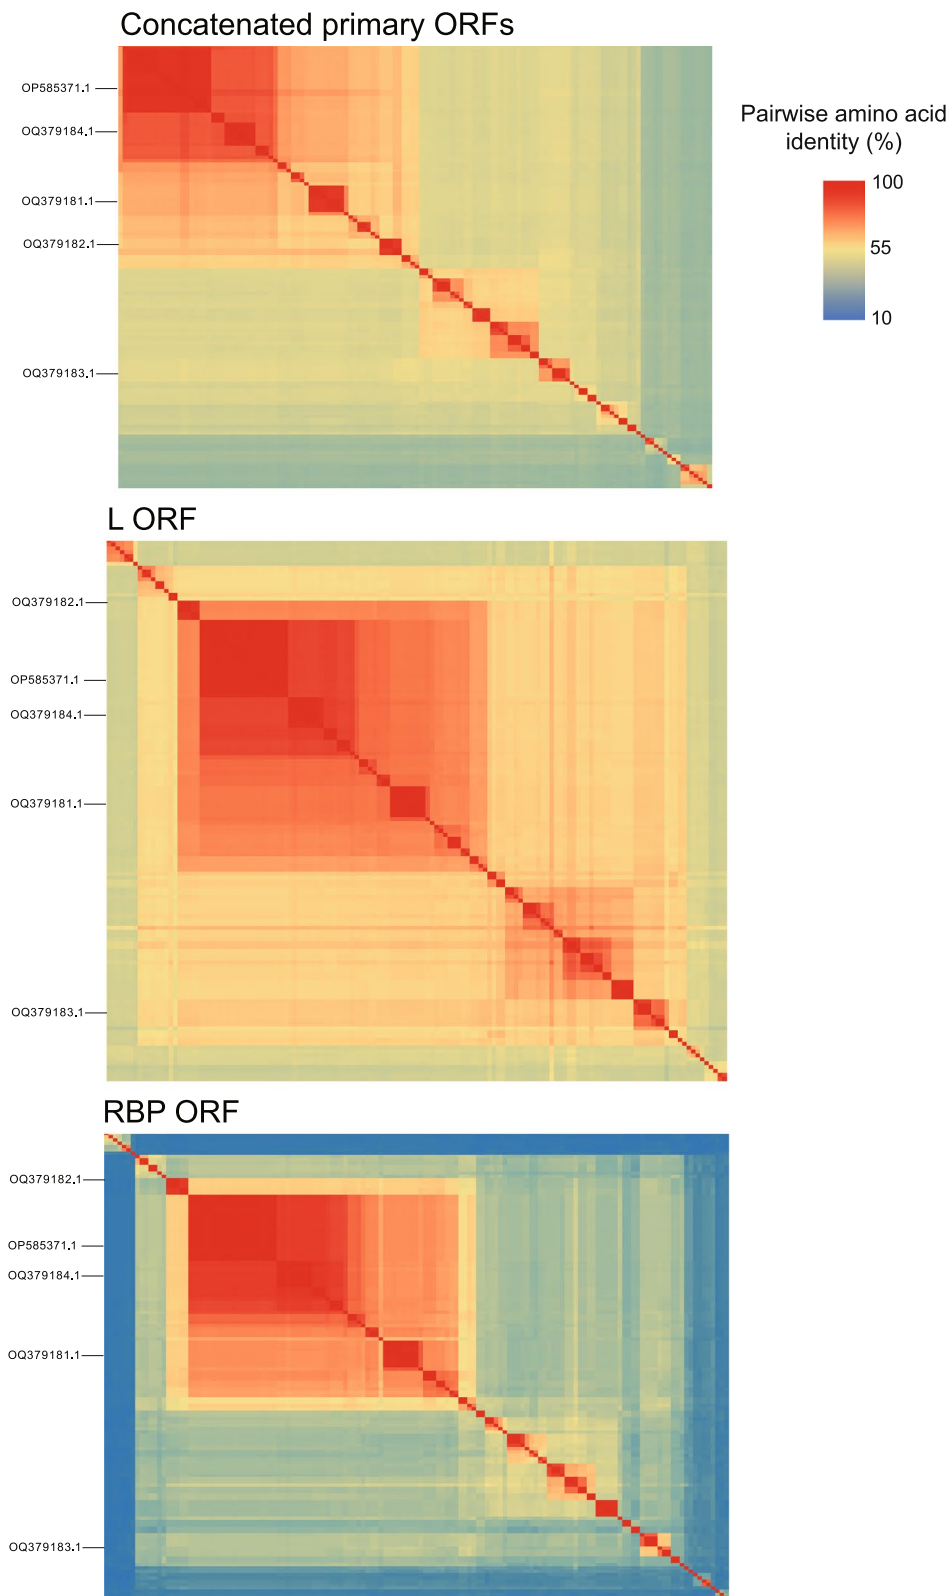 Concatenated primary ORFs
OP585371.1
OQ379184.1
OQ379181.1
OQ379182.1
OQ379183.1
Pairwise amino acid
identity (%)
100
55
10
L ORF
OQ379182.1
OP585371.1
OQ379184.1
OQ379181.1
OQ379183.1
RBP ORF
OQ379182.1
OP585371.1
OQ379184.1
OQ379181.1
OQ379183.1